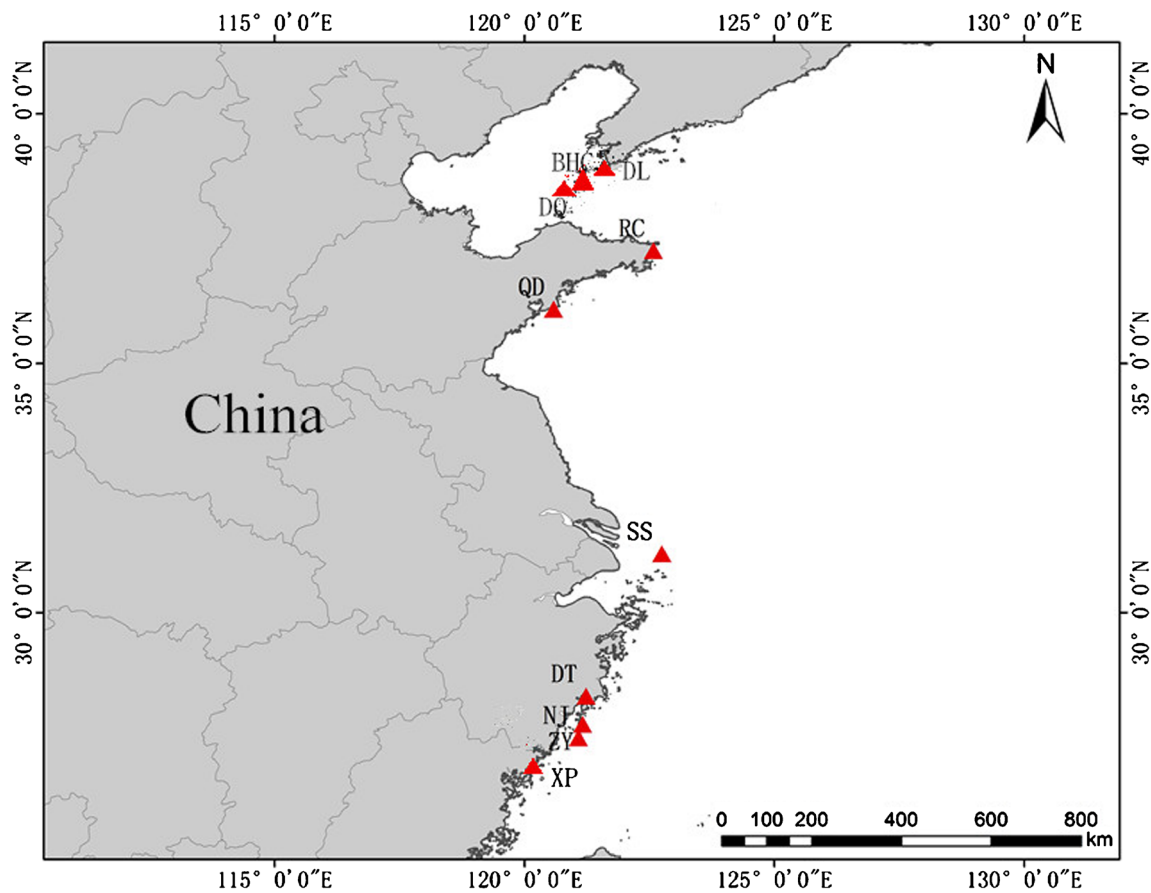 115° 0′0″E 120° 0′0″E 125° 0′0″E 130° 0′0″E
N
40° 0′0″N
40° 0′0″N
BHC
DL
DQ
RC
QD
35° 0′0″N
35° 0′0″N
China
SS
30° 0′0″N
30° 0′0″N
DT
NJ
ZY
XP
0 100 200 400 600 800
km
115° 0′0″E 120° 0′0″E 125° 0′0″E 130° 0′0″E